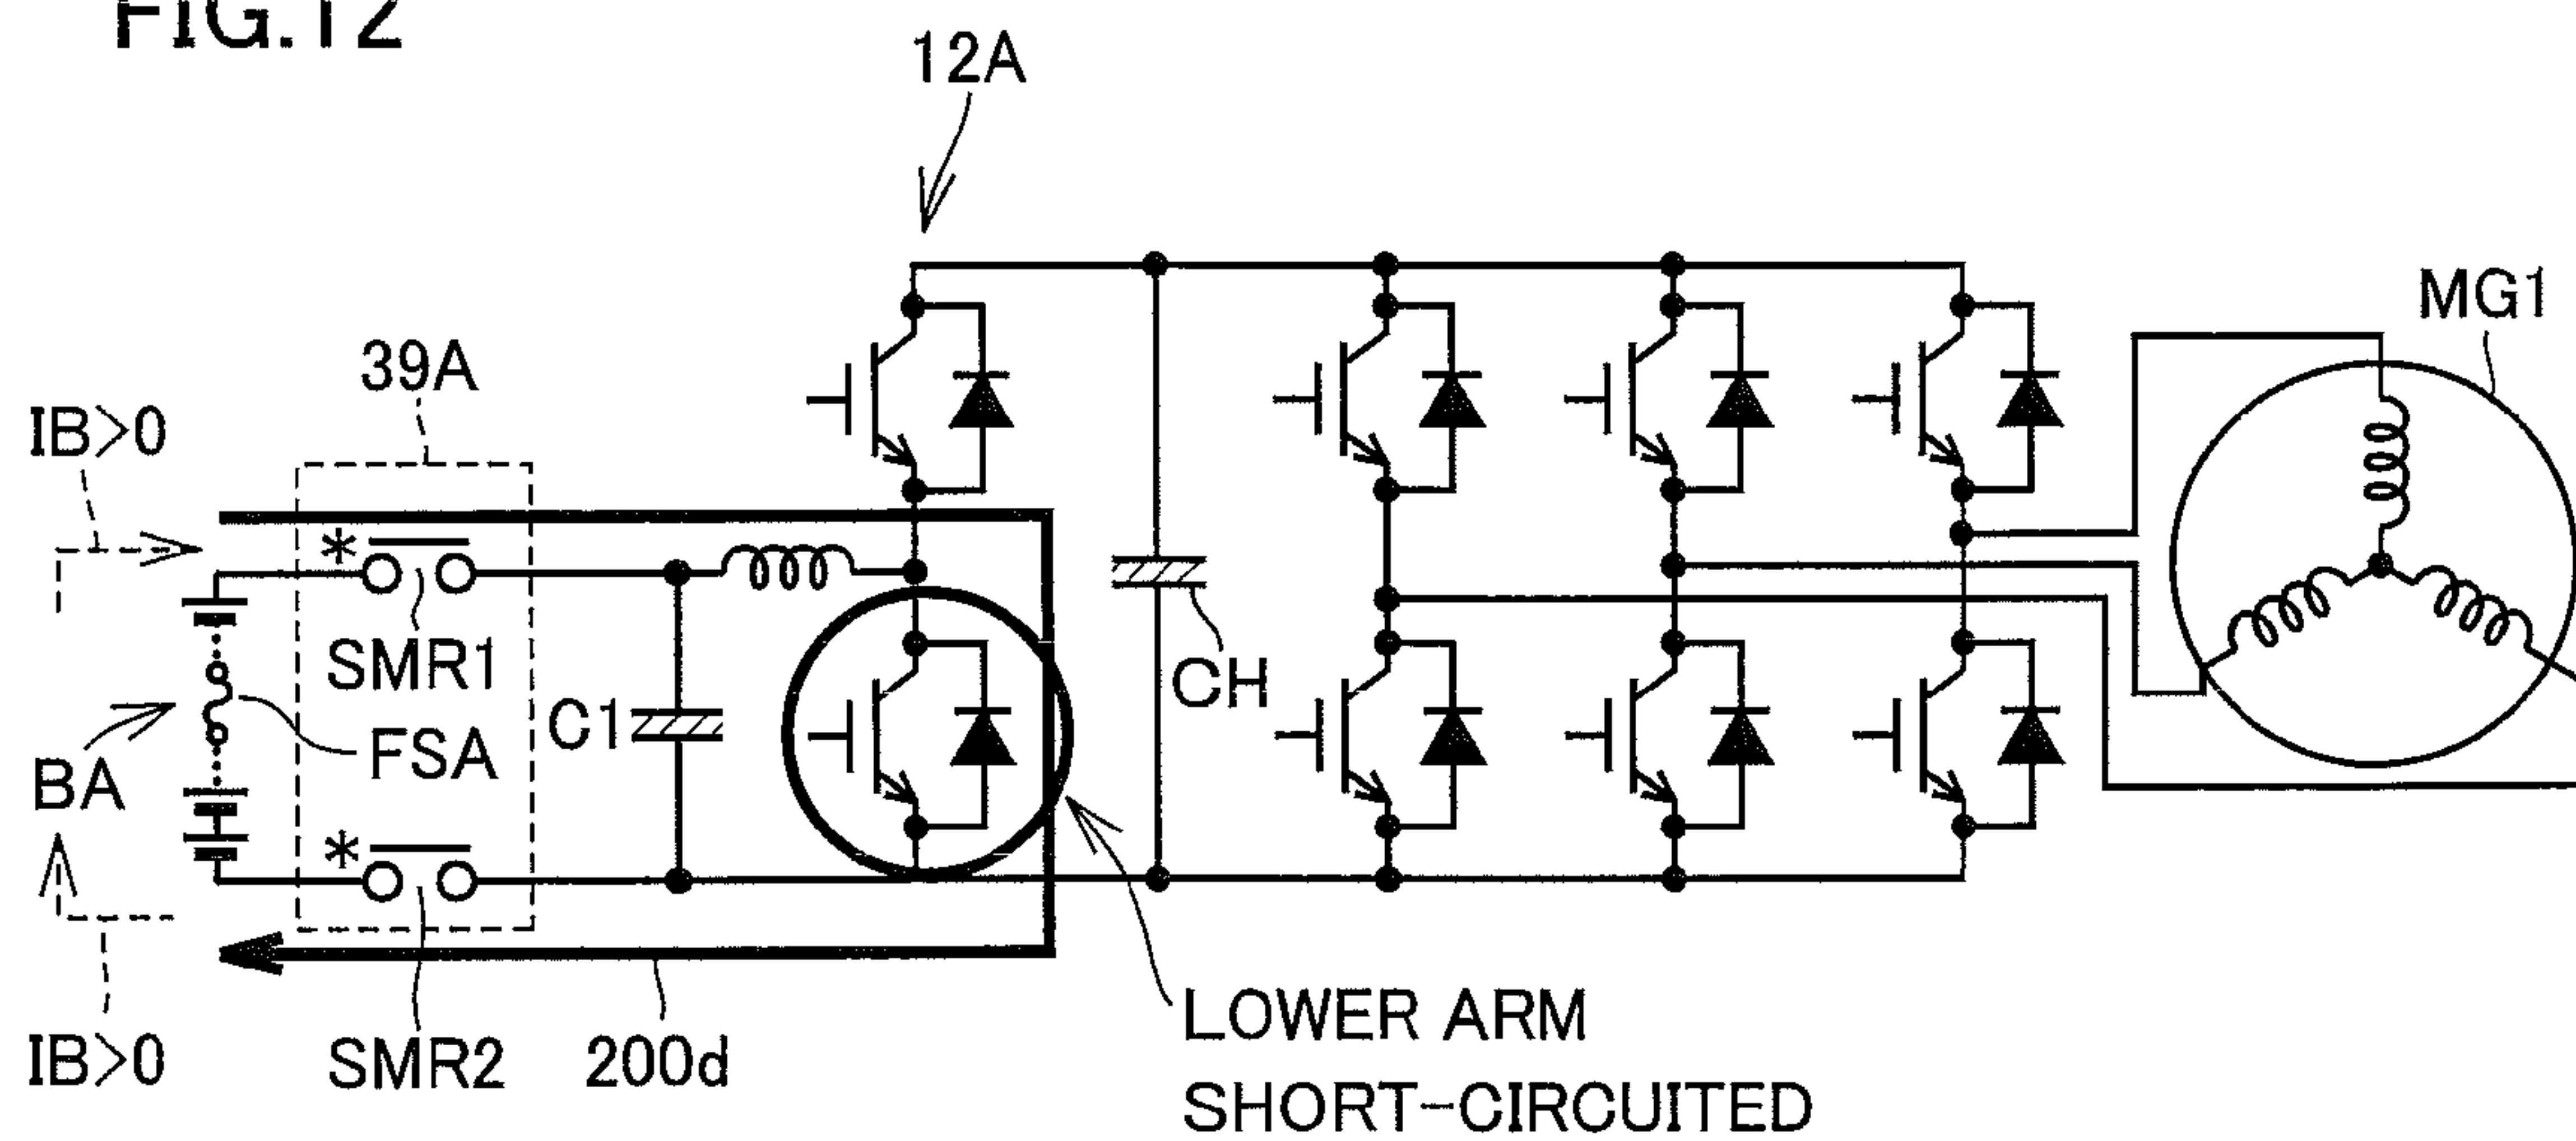 FIG.12
12A
MG1
39A
IB>0
*
SMR1
C1
CH
FSA
BA
*
IB>0
SMR2
200d
LOWER ARM
SHORT-CIRCUITED